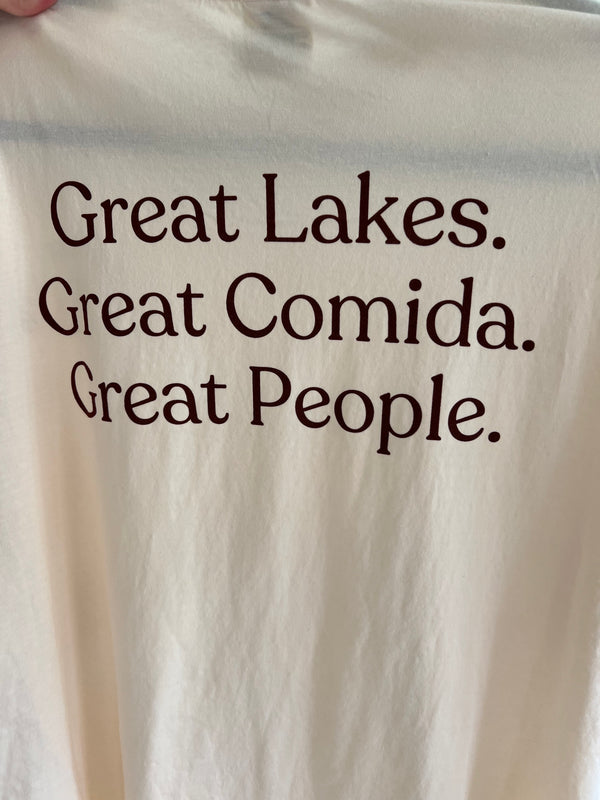 Great Lakes.
Great Comida.
Great People.